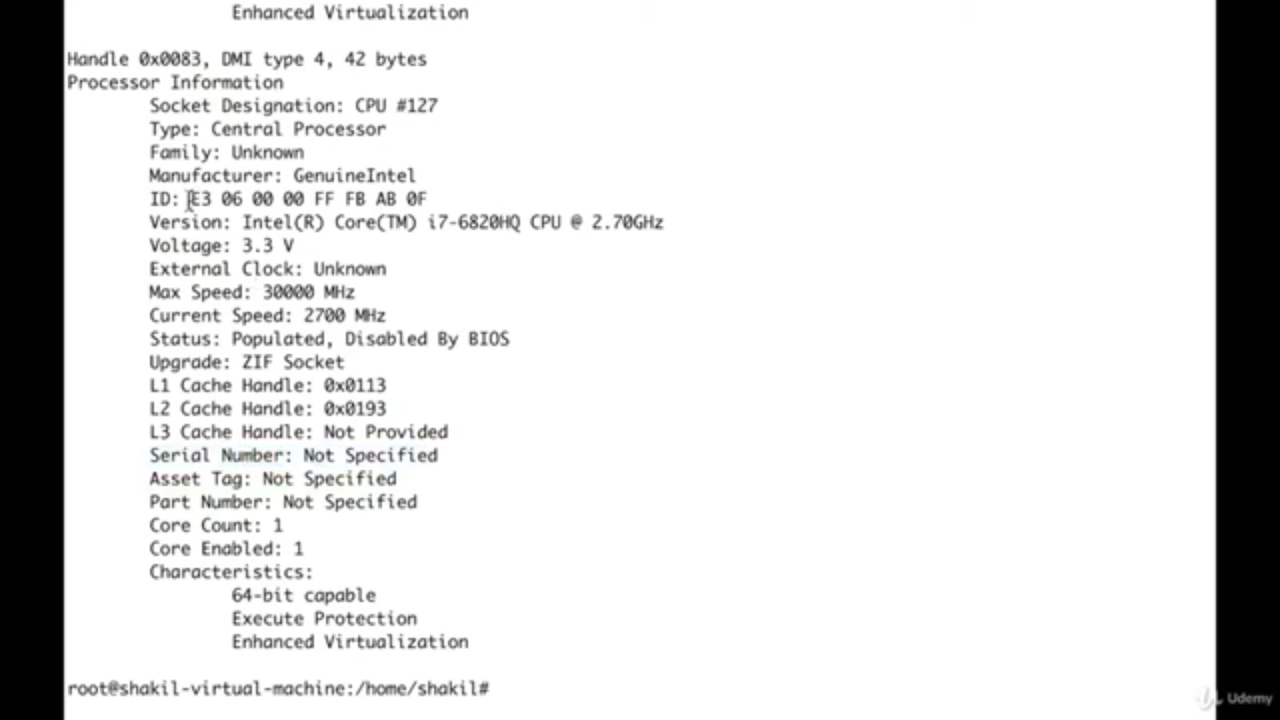 Enhanced Virtualization
Handle 0x0083, DMI type 4, 42 bytes
Processor Information
Socket Designation: CPU #127
Type: Central Processor
Family: Unknown
Manufacturer: GenuineIntel
ID: E3 06 00 00 FF FB AB 0F
Version: Intel(R) Core(TM) i7-6820HQ CPU @ 2.70GHz
Voltage: 3.3 V
External Clock: Unknown
Max Speed: 30000 MHz
Current Speed: 2700 MHz
Status: Populated, Disabled By BIOS
Upgrade: ZIF Socket
L1 Cache Handle: 0x0113
L2 Cache Handle: 0x0193
L3 Cache Handle: Not Provided
Serial Number: Not Specified
Asset Tag: Not Specified
Part Number: Not Specified
Core Count: 1
Core Enabled: 1
Characteristics:
64-bit capable
Execute Protection
Enhanced Virtualization
root@shakil-virtual-machine:/home/shakil#
Udemy